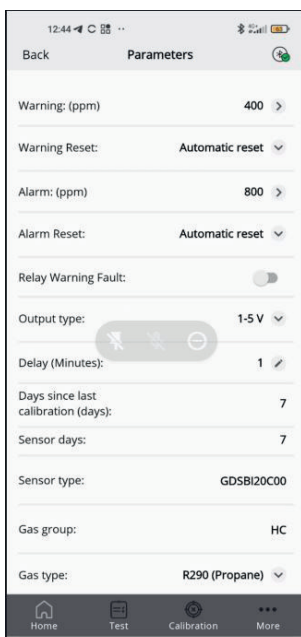 12:44
Back Parameters
Warning: (ppm) 400
Warning Reset: Automatic reset
Alarm: (ppm) 800
Alarm Reset: Automatic reset
Relay Warning Fault:
Output type: 1-5 V
Delay (Minutes): 1
Days since last
calibration (days): 7
Sensor days: 7
Sensor type: GDSBI20C00
Gas group: HC
Gas type: R290 (Propane)
Home Test Calibration More